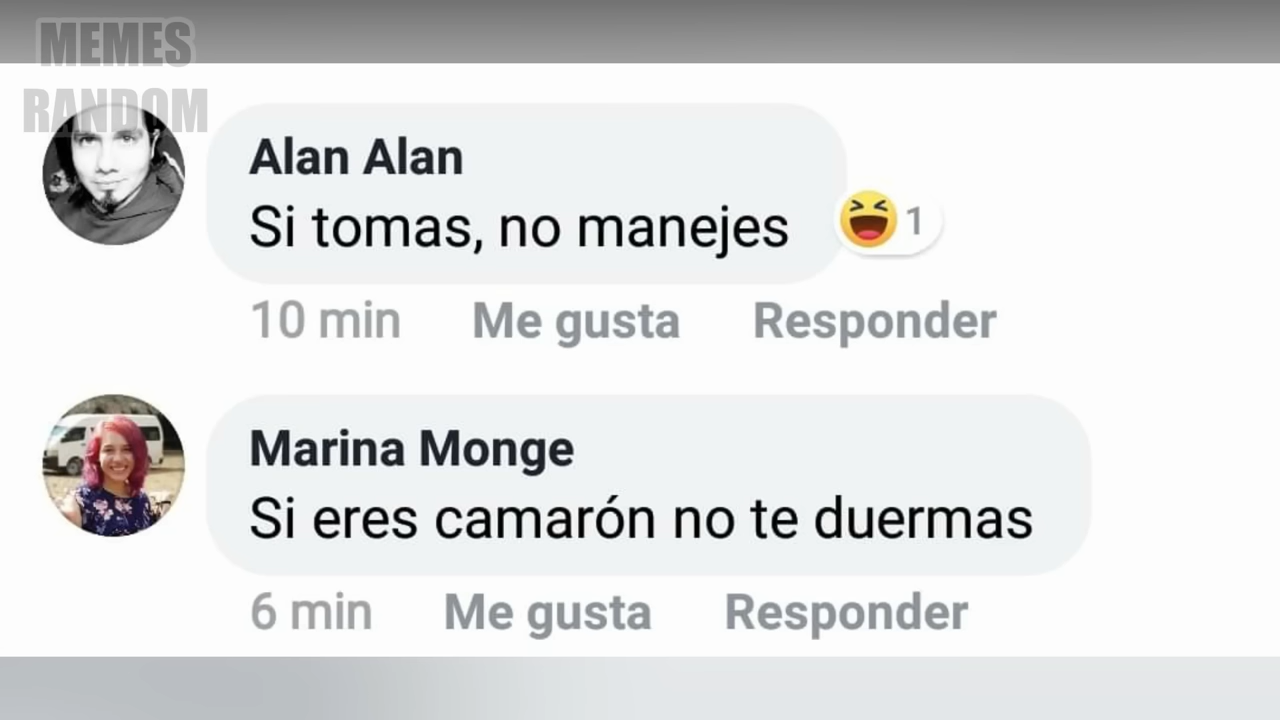 MEMES
RANDOM
Alan Alan
Si tomas, no manejes
1
10 min Me gusta Responder
Marina Monge
Si eres camarón no te duermas
6 min Me gusta Responder